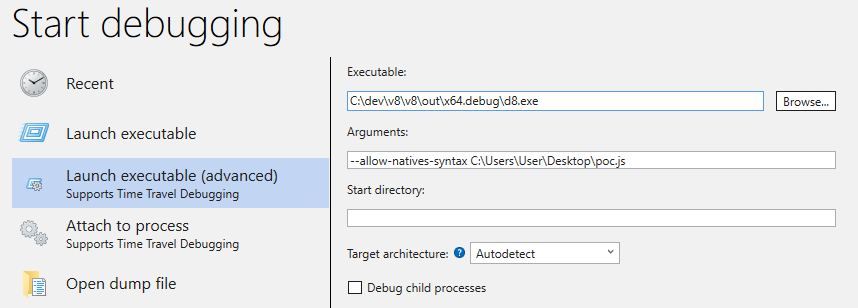 Start debugging
Recent
Launch executable
Launch executable (advanced)
Supports Time Travel Debugging
Attach to process
Supports Time Travel Debugging
Open dump file
Executable:
C:\dev\v8\v8\out\x64.debug\d8.exe
Browse...
Arguments:
--allow-natives-syntax C:\Users\User\Desktop\poc.js
Start directory:
Target architecture: ? Autodetect
Debug child processes